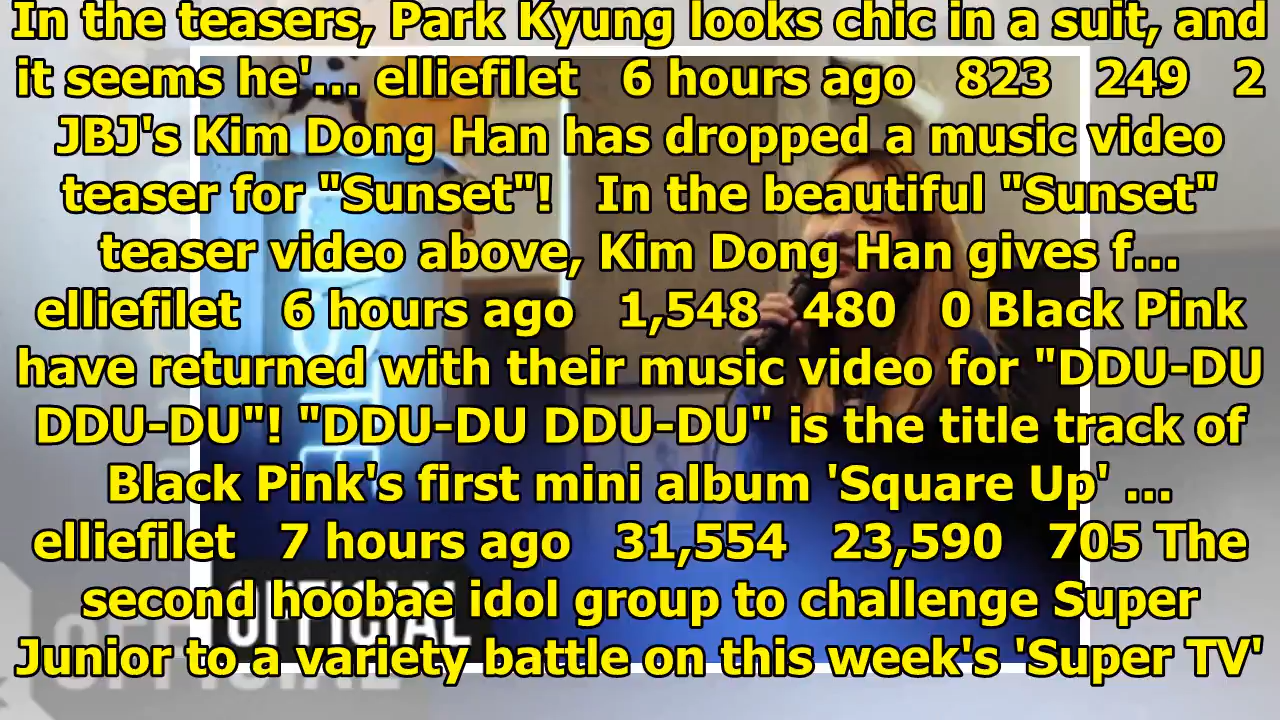 In the teasers, Park Kyung looks chic in a suit, and
it seems he' ... elliefilet 6 hours ago 823 249 2
JBJ's Kim Dong Han has dropped a music video
teaser for "Sunset"! In the beautiful "Sunset"
teaser video above, Kim Dong Han gives f...
elliefilet 6 hours ago 1,548 480 0 Black Pink
have returned with their music video for "DDU-DU
DDU-DU"! "DDU-DU DDU-DU" is the title track of
Black Pink's first mini album 'Square Up' ...
elliefilet 7 hours ago 31,554 23,590 705 The
second hoobae idol group to challenge Super
OFFICIAL
Junior to a variety battle on this week's 'Super TV'